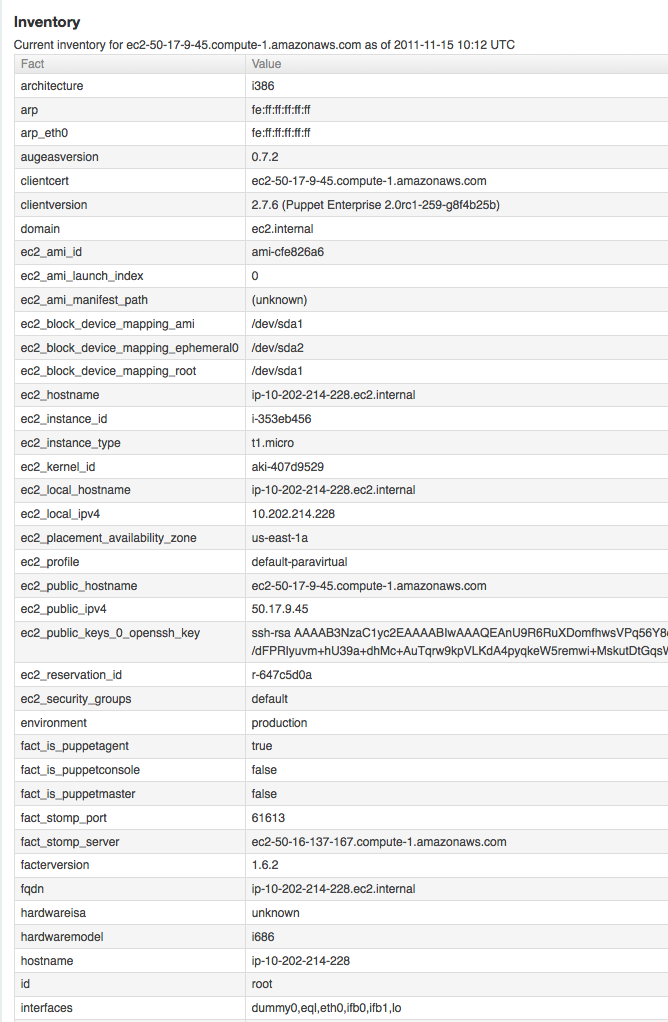 Inventory
Current inventory for ec2-50-17-9-45.compute-1.amazonaws.com as of 2011-11-15 10:12 UTC
Fact Value
architecture i386
arp fe:ff:ff:ff:ff:ff
arp_eth0 fe:ff:ff:ff:ff:ff
augeasversion 0.7.2
clientcert ec2-50-17-9-45.compute-1.amazonaws.com
clientversion 2.7.6 (Puppet Enterprise 2.0rc1-259-g8f4b25b)
domain ec2.internal
ec2_ami_id ami-cfe826a6
ec2_ami_launch_index 0
ec2_ami_manifest_path (unknown)
ec2_block_device_mapping_ami /dev/sda1
ec2_block_device_mapping_ephemeral0 /dev/sda2
ec2_block_device_mapping_root /dev/sda1
ec2_hostname ip-10-202-214-228.ec2.internal
ec2_instance_id i-353eb456
ec2_instance_type t1.micro
ec2_kernel_id aki-407d9529
ec2_local_hostname ip-10-202-214-228.ec2.internal
ec2_local_ipv4 10.202.214.228
ec2_placement_availability_zone us-east-1a
ec2_profile default-paravirtual
ec2_public_hostname ec2-50-17-9-45.compute-1.amazonaws.com
ec2_public_ipv4 50.17.9.45
ec2_public_keys_0_openssh_key ssh-rsa AAAAB3NzaC1yc2EAAAABIwAAAQEAnU9R6RuXDomfhwsVPq56Y8
/dFPRlyuvm+hU39a+dhMc+AuTqrw9kpVLKdA4pyqkeW5remwi+MskutDtGqsW
ec2_reservation_id r-647c5d0a
ec2_security_groups default
environment production
fact_is_puppetagent true
fact_is_puppetconsole false
fact_is_puppetmaster false
fact_stomp_port 61613
fact_stomp_server ec2-50-16-137-167.compute-1.amazonaws.com
facterversion 1.6.2
fqdn ip-10-202-214-228.ec2.internal
hardwareisa unknown
hardwaremodel i686
hostname ip-10-202-214-228
id root
interfaces dummy0,eql,eth0,ifb0,ifb1,lo